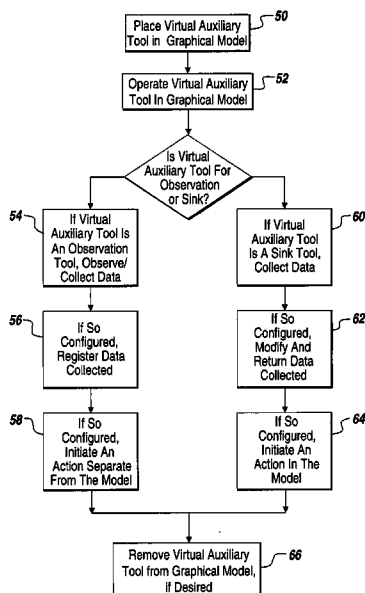 Place Virtual Auxiliary
Tool in Graphical Model
50
Operate Virtual Auxiliary
Tool In Graphical Model
52
Is Virtual
Auxiliary Tool For
Observation
or Sink?
54
If Virtual
Auxiliary Tool Is
An Observation
Tool, Observe/
Collect Data
56
If So
Configured,
Register Data
Collected
58
If So
Configured,
Initiate An
Action Separate
From The Model
60
If Virtual
Auxiliary Tool
Is A Sink Tool,
Collect Data
62
If So
Configured,
Modify And
Return Data
Collected
64
If So
Configured,
Initiate An
Action In The
Model
Remove Virtual Auxiliary
Tool from Graphical Model,
if Desired
66